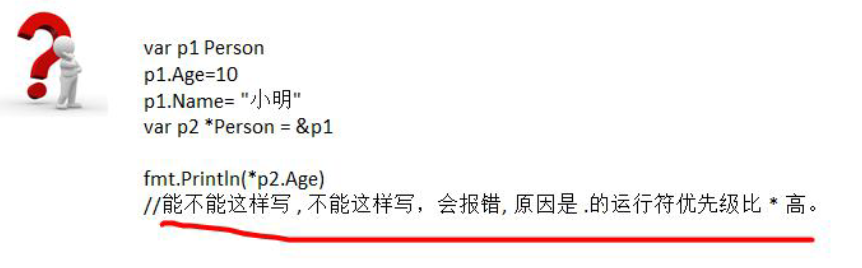 var p1 Person
p1.Age=10
p1.Name= "小明"
var p2 *Person = &p1
fmt.Println(*p2.Age)
//能不能这样写 , 不能这样写，会报错, 原因是 .的运行符优先级比 * 高。